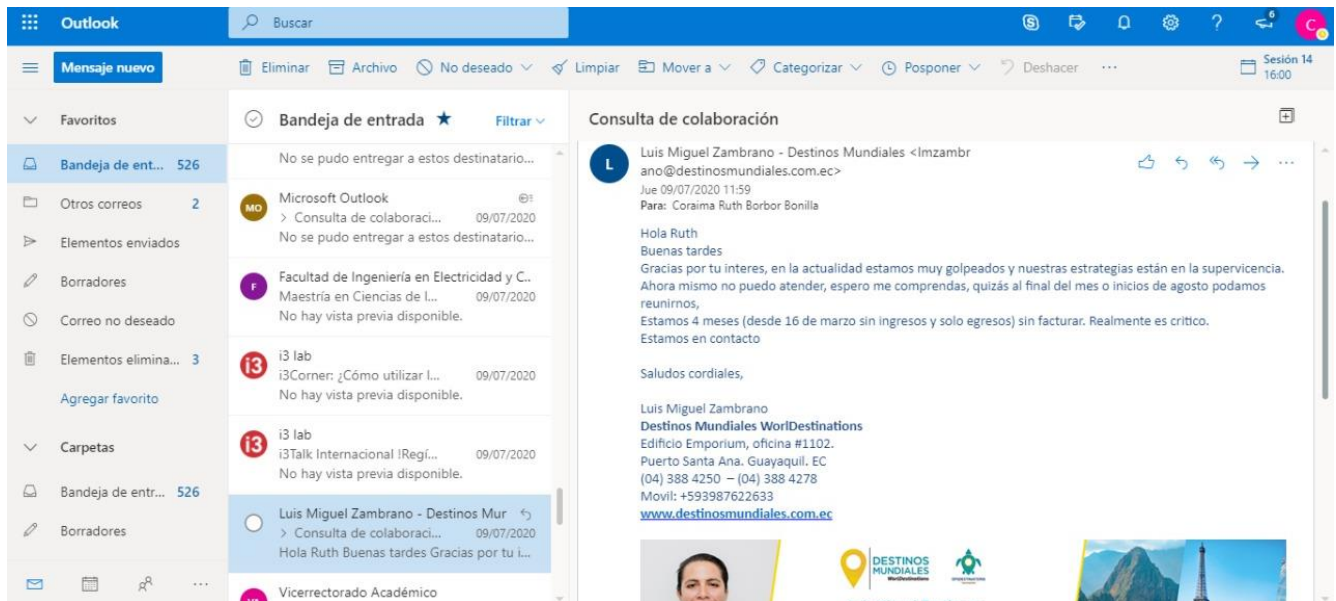 Outlook
Buscar
6
C
Mensaje nuevo
Eliminar
Archivo
No deseado
Limpiar
Mover a
Categorizar
Posponer
Deshacer
Sesión 14
16:00
Favoritos
Bandeja de ent... 526
Otros correos 2
Elementos enviados
Borradores
Correo no deseado
Elementos elimina... 3
Agregar favorito
Carpetas
Bandeja de entr... 526
Borradores
Bandeja de entrada
Filtrar
No se pudo entregar a estos destinatario...
MO
Microsoft Outlook
> Consulta de colaboraci... 09/07/2020
No se pudo entregar a estos destinatario...
F
Facultad de Ingeniería en Electricidad y C..
Maestría en Ciencias de l... 09/07/2020
No hay vista previa disponible.
i3
i3 lab
i3Corner: ¿Cómo utilizar l... 09/07/2020
No hay vista previa disponible.
i3
i3 lab
i3Talk Internacional !Regí... 09/07/2020
No hay vista previa disponible.
Luis Miguel Zambrano - Destinos Mur
> Consulta de colaboraci... 09/07/2020
Hola Ruth Buenas tardes Gracias por tu i...
Vicerrectorado Académico
Consulta de colaboración
L
Luis Miguel Zambrano - Destinos Mundiales <lmzambr
ano@destinosmundiales.com.ec>
Jue 09/07/2020 11:59
Para: Coraima Ruth Borbor Bonilla
Hola Ruth
Buenas tardes
Gracias por tu interes, en la actualidad estamos muy golpeados y nuestras estrategias están en la supervicencia.
Ahora mismo no puedo atender, espero me comprendas, quizás al final del mes o inicios de agosto podamos
reunirnos,
Estamos 4 meses (desde 16 de marzo sin ingresos y solo egresos) sin facturar. Realmente es critico.
Estamos en contacto
Saludos cordiales,
Luis Miguel Zambrano
Destinos Mundiales WorlDestinations
Edificio Emporium, oficina #1102.
Puerto Santa Ana. Guayaquil. EC
(04) 388 4250 – (04) 388 4278
Movil: +593987622633
www.destinosmundiales.com.ec
DESTINOS
MUNDIALES
WorlDestinations